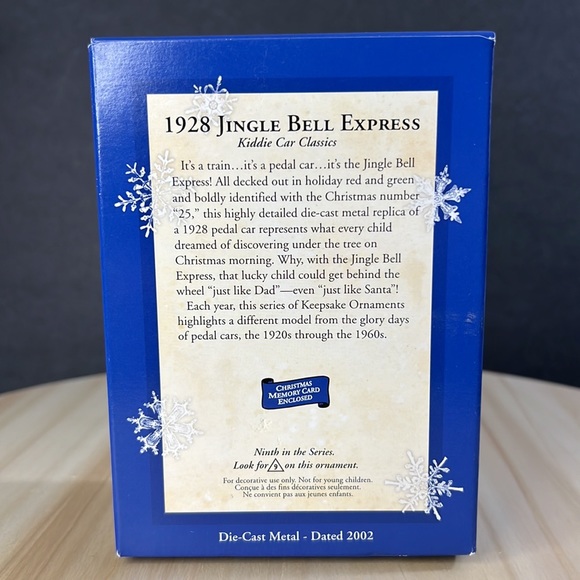 1928 Jingle Bell Express
Kiddie Car Classics
It's a train...it's a pedal car...it's the Jingle Bell
Express! All decked out in holiday red and green
and boldly identified with the Christmas number
"25," this highly detailed die-cast metal replica of
a 1928 pedal car represents what every child
dreamed of discovering under the tree on
Christmas morning. Why, with the Jingle Bell
Express, that lucky child could get behind the
wheel "just like Dad"—even "just like Santa"!
Each year, this series of Keepsake Ornaments
highlights a different model from the glory days
of pedal cars, the 1920s through the 1960s.
Christmas
Memory Card
Enclosed
Ninth in the Series.
Look for 9 on this ornament.
For decorative use only. Not for young children.
Conçue à des fins décoratives seulement.
Ne convient pas aux jeunes enfants.
Die-Cast Metal - Dated 2002